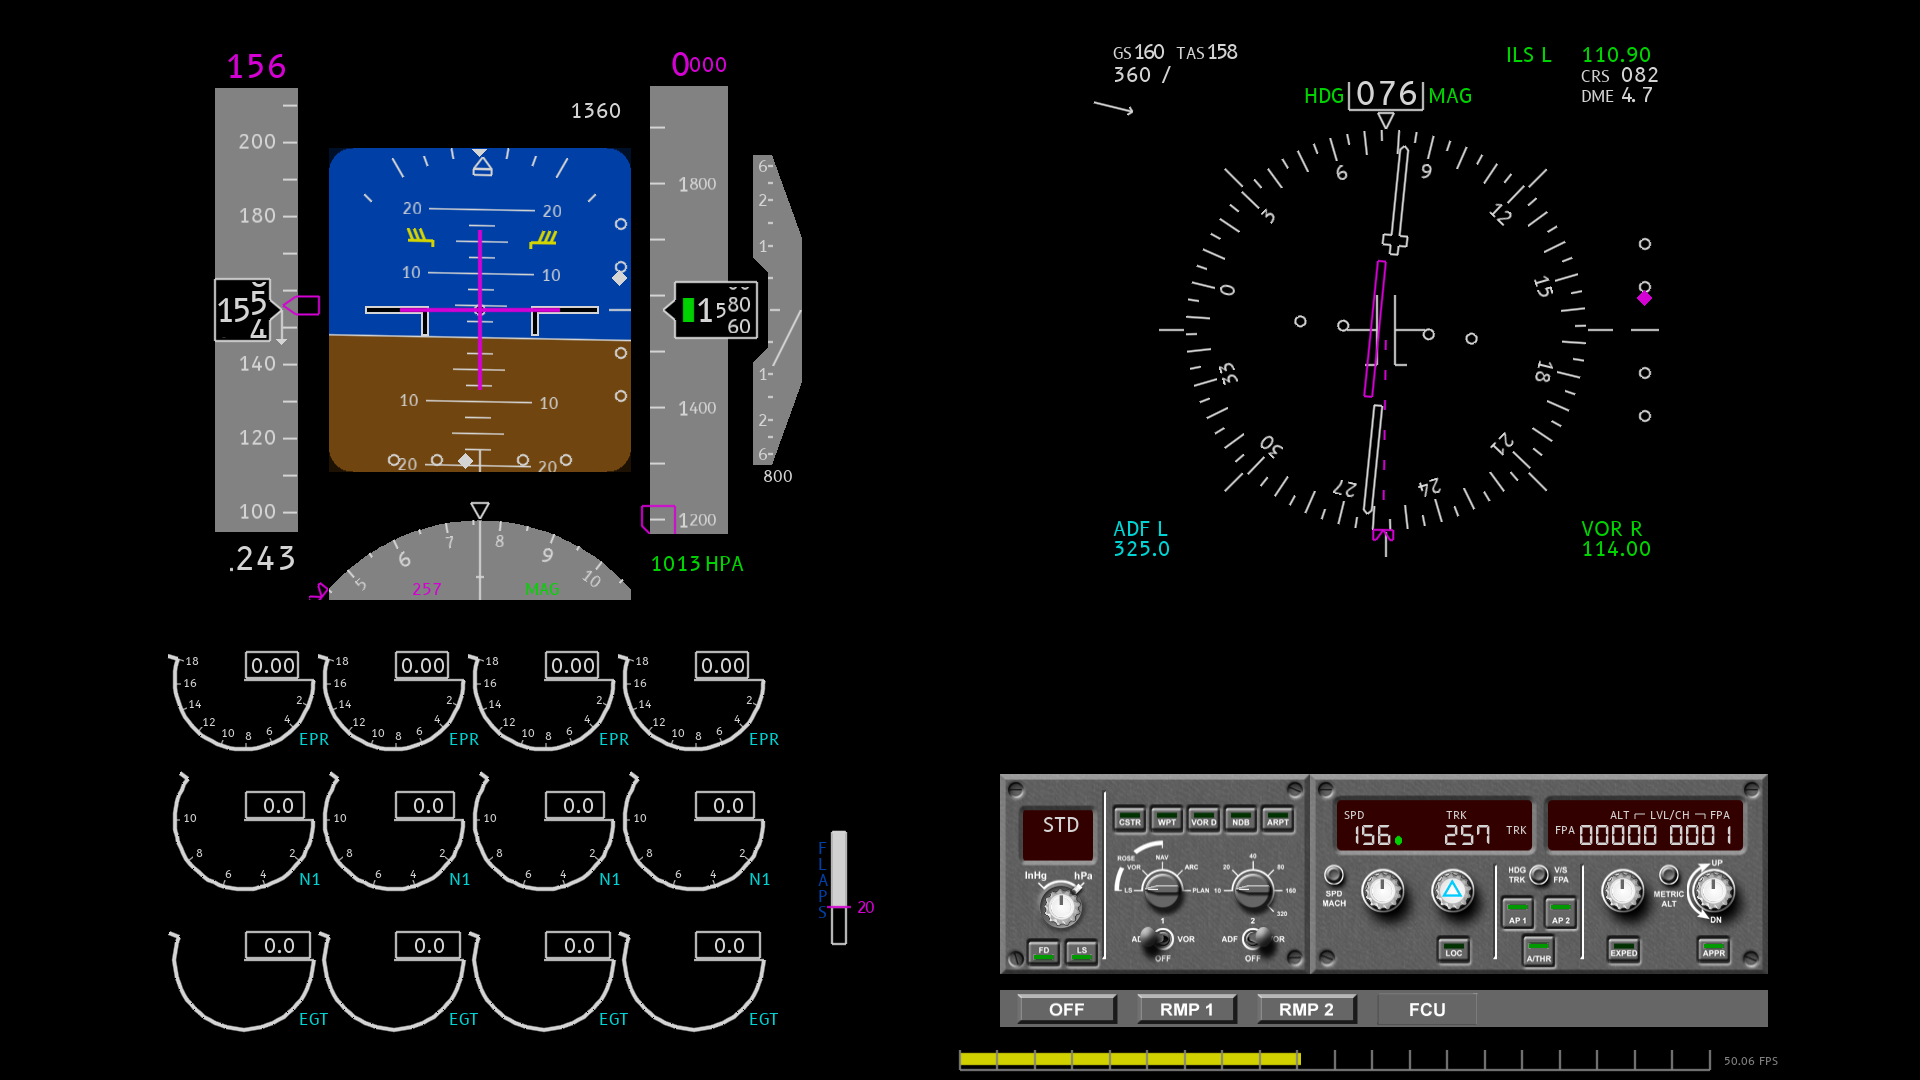 156
0000
1360
200
180
140
120
100
155
4
.243
20 20
10 10
10 10
20 20
1800
1580
60
1400
1200
1013 HPA
6
2
1
1
2
6
800
5 6 7 8 9 10
257 MAG
GS160 TAS158
360 /
HDG 076 MAG
ILS L 110.90
CRS 082
DME 4.7
0 3 6 9 12 15 18 21 24 27 30 33
ADF L
325.0
VOR R
114.00
0.00 0.00 0.00 0.00
18 16 14 12 10 8 6 4 2 EPR
18 16 14 12 10 8 6 4 2 EPR
18 16 14 12 10 8 6 4 2 EPR
18 16 14 12 10 8 6 4 2 EPR
0.0 0.0 0.0 0.0
10 8 6 4 2 N1
10 8 6 4 2 N1
10 8 6 4 2 N1
10 8 6 4 2 N1
0.0 0.0 0.0 0.0
EGT EGT EGT EGT
FLAPS
20
STD
InHg hPa
FD LS
CSTR WPT VOR D NDB ARPT
ROSE
LS VOR NAV ARC PLAN
10 20 40 80 160 320
1 2
AD VOR
OFF
ADF OR
OFF
SPD TRK
156 257 TRK
ALT LVL/CH FPA
FPA 00000 0001
SPD
MACH
HDG
TRK
V/S
FPA
AP 1 AP 2
LOC A/THR
METRIC
ALT
UP
DN
EXPED APPR
OFF RMP 1 RMP 2 FCU
50.06 FPS